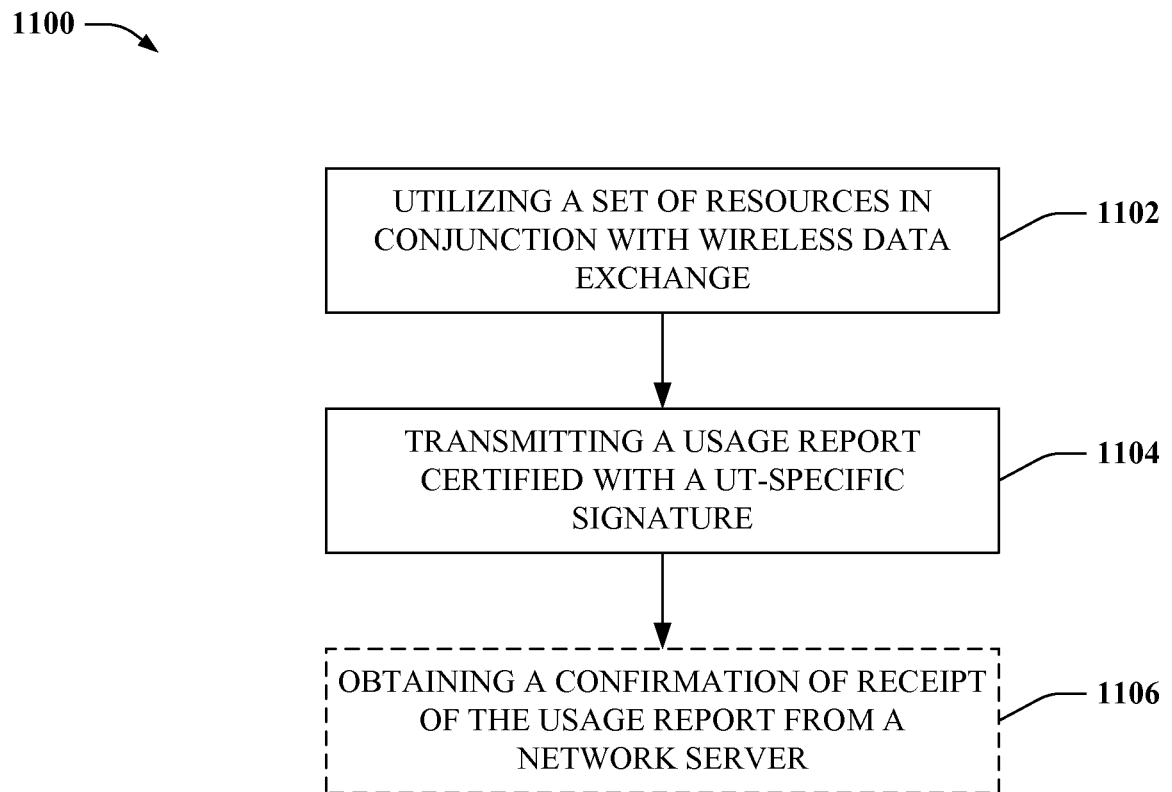 1100
UTILIZING A SET OF RESOURCES IN
CONJUNCTION WITH WIRELESS DATA
EXCHANGE
1102
TRANSMITTING A USAGE REPORT
CERTIFIED WITH A UT-SPECIFIC
SIGNATURE
1104
OBTAINING A CONFIRMATION OF RECEIPT
OF THE USAGE REPORT FROM A
NETWORK SERVER
1106